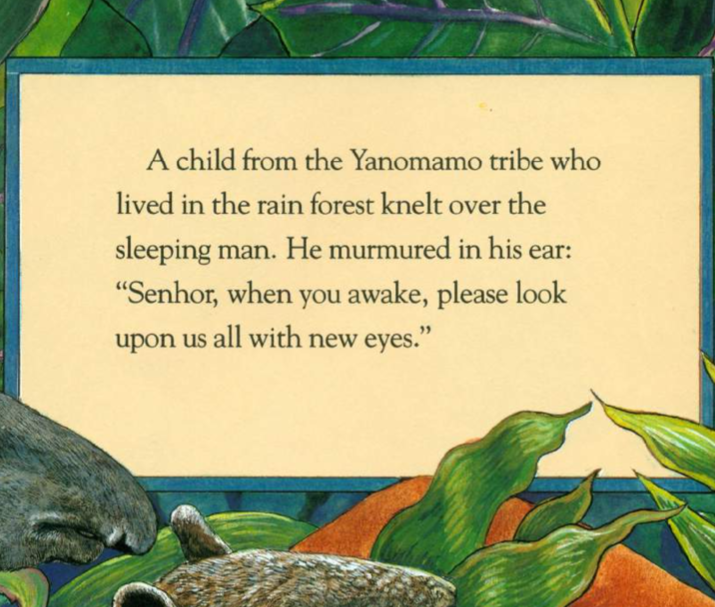 A child from the Yanomamo tribe who
lived in the rain forest knelt over the
sleeping man. He murmured in his ear:
“Senhor, when you awake, please look
upon us all with new eyes.”